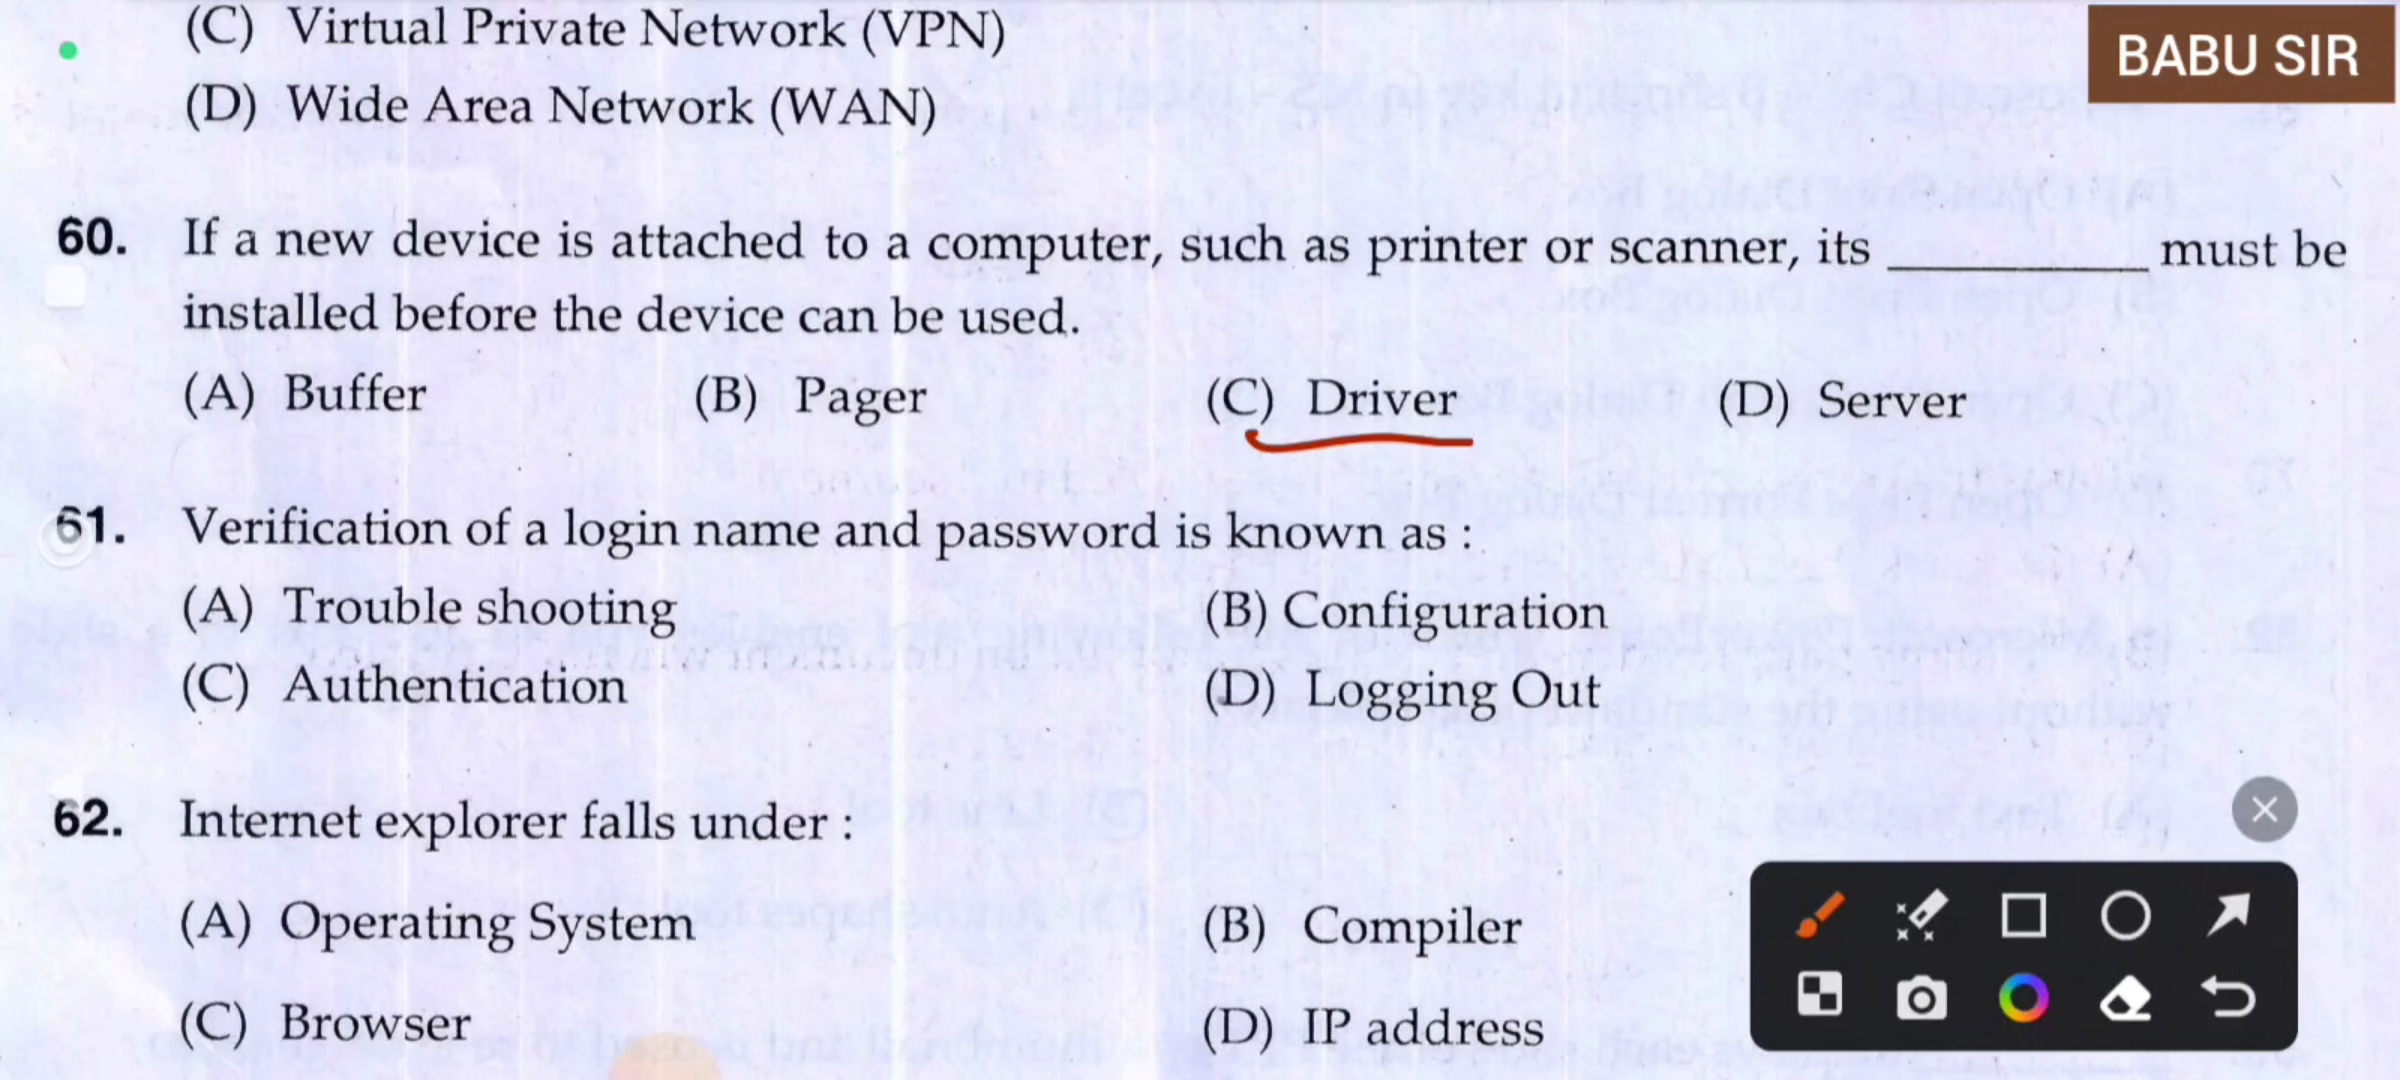 (C) Virtual Private Network (VPN)
BABU SIR
(D) Wide Area Network (WAN)
60. If a new device is attached to a computer, such as printer or scanner, its __________ must be
installed before the device can be used.
(A) Buffer (B) Pager (C) Driver (D) Server
61. Verification of a login name and password is known as :
(A) Trouble shooting (B) Configuration
(C) Authentication (D) Logging Out
62. Internet explorer falls under :
(A) Operating System (B) Compiler
(C) Browser (D) IP address